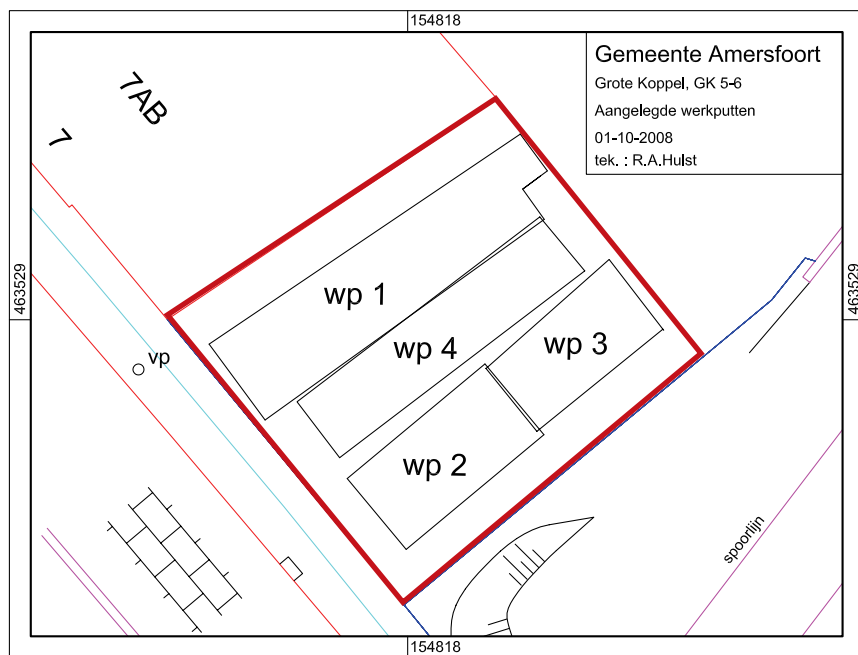 154818
Gemeente Amersfoort
Grote Koppel, GK 5-6
Aangelegde werkputten
01-10-2008
tek. : R.A.Hulst
7AB
7
463529
463529
wp 1
wp 4
wp 3
vp
wp 2
spoorlijn
154818